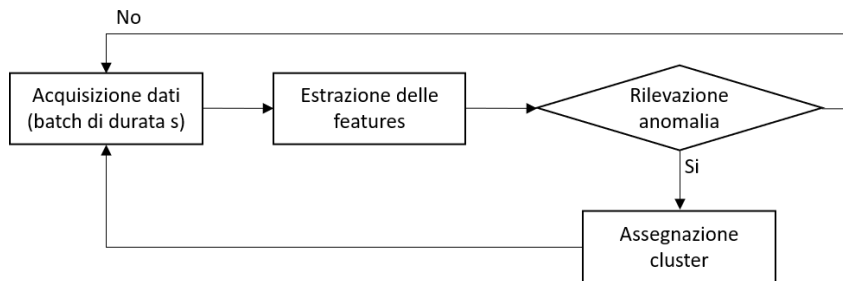 No
Acquisizione dati
(batch di durata s)
Estrazione delle
features
Rilevazione
anomalia
Si
Assegnazione
cluster